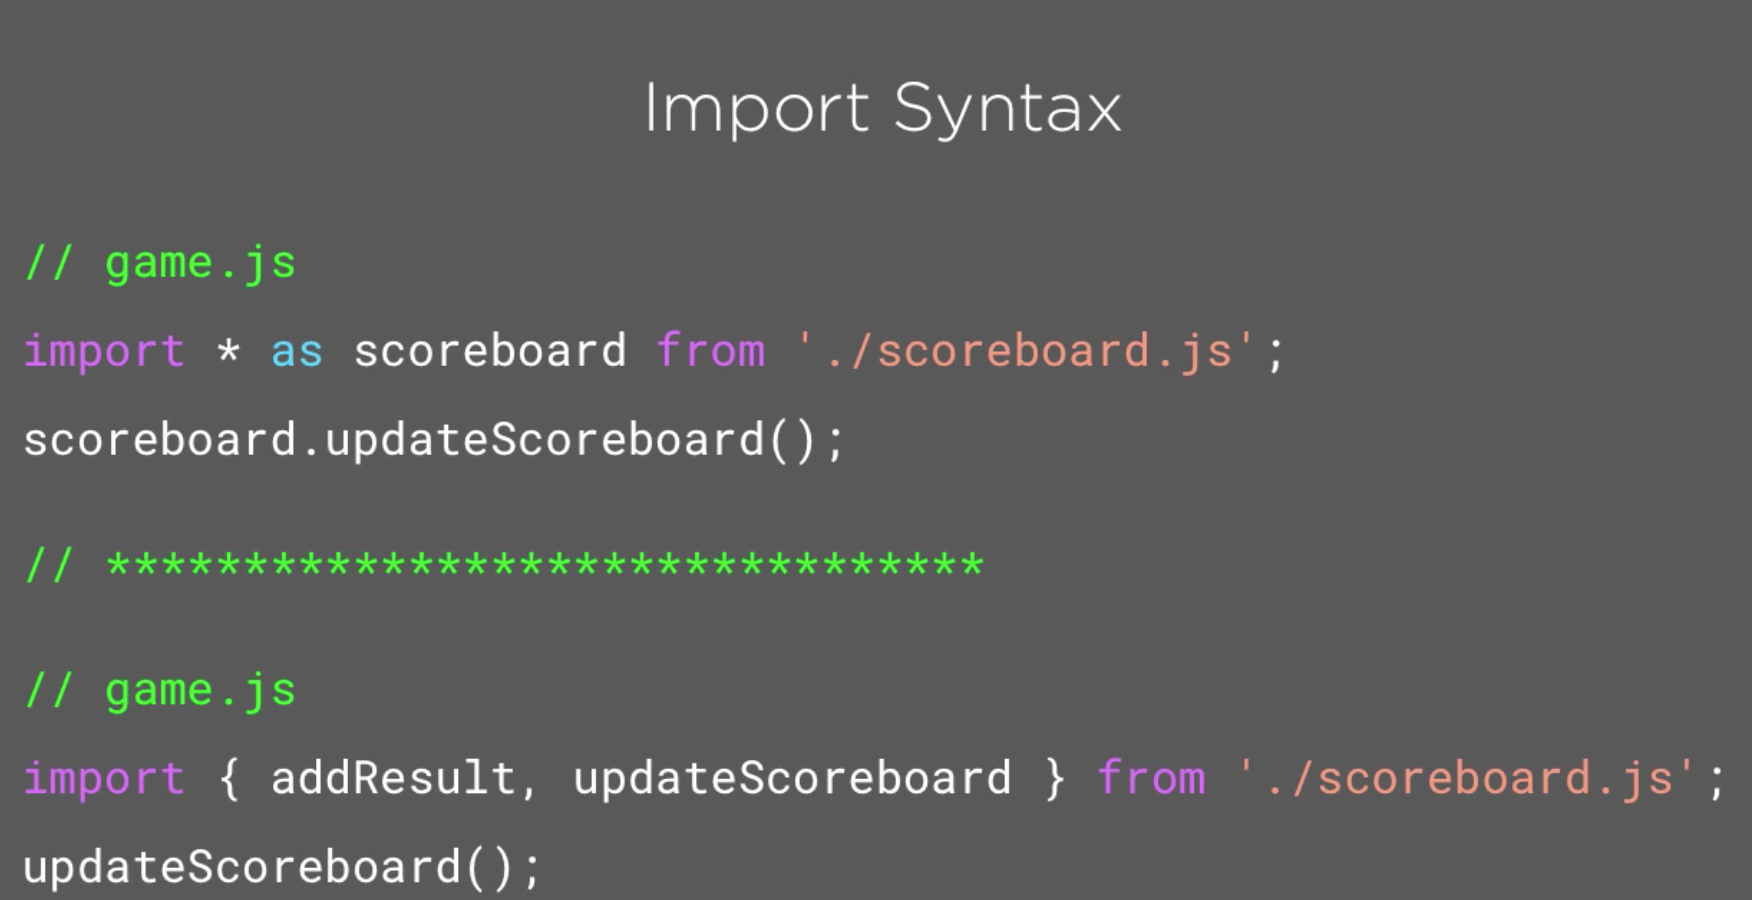 Import Syntax
// game.js
import * as scoreboard from './scoreboard.js';
scoreboard.updateScoreboard();
// ********************************
// game.js
import { addResult, updateScoreboard } from './scoreboard.js';
updateScoreboard();